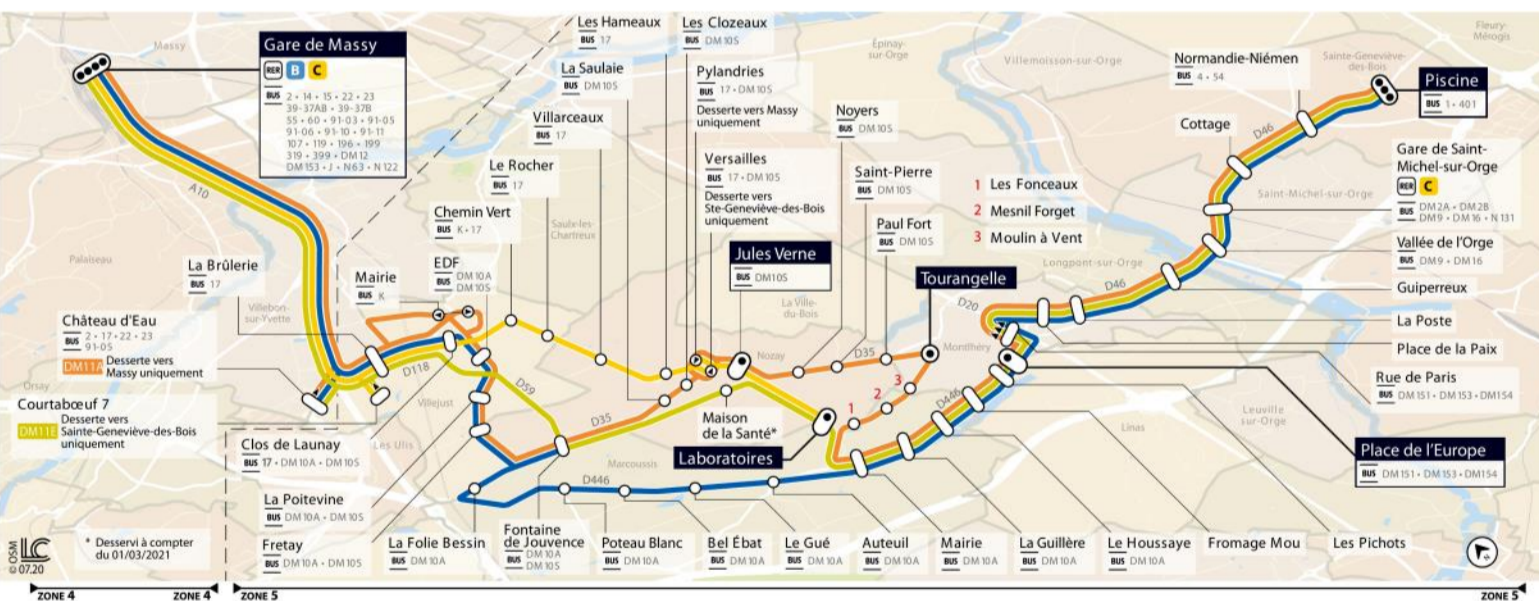 Massy
Gare de Massy
RER B C
BUS 2 • 14 • 15 • 22 • 23
39-37AB • 39-37B
55 • 60 • 91-03 • 91-05
91-06 • 91-10 • 91-11
107 • 119 • 196 • 199
319 • 399 • DM12
DM153 • J • N63 • N122
A10
Palaiseau
La Brûlerie
BUS 17
Villebon-
sur-Yvette
Château d'Eau
BUS 2 • 17 • 22 • 23
91-05
DM11A Desserte vers
Massy uniquement
Orsay
Courtabœuf 7
DM11E Desserte vers
Sainte-Geneviève-des-Bois
uniquement
Mairie
BUS K
EDF
BUS DM10A
DM10S
Chemin Vert
BUS K • 17
Le Rocher
BUS 17
Villarceaux
BUS 17
La Saulaie
BUS DM10S
Les Hameaux
BUS 17
Les Clozeaux
BUS DM10S
Pylandries
BUS 17 • DM10S
Desserte vers Massy
uniquement
Versailles
BUS 17 • DM10S
Desserte vers
Ste-Geneviève-des-Bois
uniquement
Jules Verne
BUS DM10S
Noyers
BUS DM10S
Saint-Pierre
BUS DM10S
Paul Fort
BUS DM10S
Tourangelle
1 Les Fonceaux
2 Mesnil Forget
3 Moulin à Vent
Épinay-
sur-Orge
Villemoisson-sur-Orge
Sainte-Geneviève-
des-Bois
Fleury-
Mérogis
Normandie-Niémen
BUS 4 • 54
Piscine
BUS 1 • 401
Cottage
D46
Gare de Saint-
Michel-sur-Orge
RER C
BUS DM2A • DM2B
DM9 • DM16 • N131
Saint-Michel-sur-Orge
Vallée de l'Orge
BUS DM9 • DM16
Longpont-sur-Orge
Guiperreux
D46
La Poste
Place de la Paix
Rue de Paris
BUS DM151 • DM153 • DM154
Place de l'Europe
BUS DM151 • DM153 • DM154
D20
Montlhéry
Saulx-les-
Chartreux
La Ville-
du-Bois
Nozay
D35
1
2
3
D118
Villejust
Les Ulis
D59
D35
Maison
de la Santé*
Laboratoires
Marcoussis
D446
D446
Linas
Leuville
sur-Orge
Clos de Launay
BUS 17 • DM10A • DM10S
La Poitevine
BUS DM10A • DM10S
Fretay
BUS DM10A • DM10S
La Folie Bessin
BUS DM10A
Fontaine
de Jouvence
BUS DM10A
DM10S
Poteau Blanc
BUS DM10A
Bel Ébat
BUS DM10A
Le Gué
BUS DM10A
Auteuil
BUS DM10A
Mairie
BUS DM10A
La Guillère
BUS DM10A
Le Houssaye
BUS DM10A
Fromage Mou
Les Pichots
* Desservi à compter
du 01/03/2021
LC
© OSM
07.20
ZONE 4
ZONE 4
ZONE 5
ZONE 5